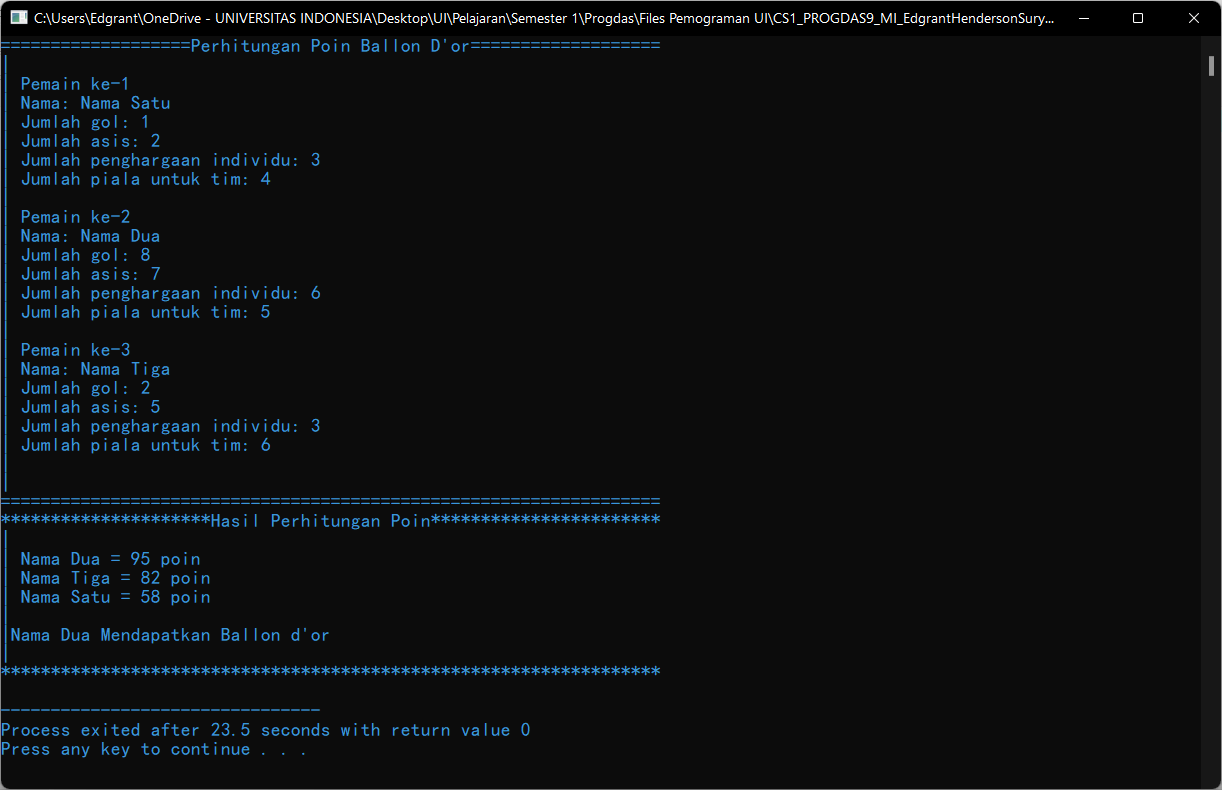 C:\Users\Edgrant\OneDrive - UNIVERSITAS INDONESIA\Desktop\UI\Pelajaran\Semester 1\Progdas\Files Pemograman UI\CS1_PROGDAS9_MI_EdgrantHendersonSury...
===================Perhitungan Poin Ballon D'or===================
|
| Pemain ke-1
| Nama: Nama Satu
| Jumlah gol: 1
| Jumlah asis: 2
| Jumlah penghargaan individu: 3
| Jumlah piala untuk tim: 4
|
| Pemain ke-2
| Nama: Nama Dua
| Jumlah gol: 8
| Jumlah asis: 7
| Jumlah penghargaan individu: 6
| Jumlah piala untuk tim: 5
|
| Pemain ke-3
| Nama: Nama Tiga
| Jumlah gol: 2
| Jumlah asis: 5
| Jumlah penghargaan individu: 3
| Jumlah piala untuk tim: 6
|
|
==================================================================
*********************Hasil Perhitungan Poin***********************
|
| Nama Dua = 95 poin
| Nama Tiga = 82 poin
| Nama Satu = 58 poin
|
|Nama Dua Mendapatkan Ballon d'or
|
******************************************************************
--------------------------------
Process exited after 23.5 seconds with return value 0
Press any key to continue . . .